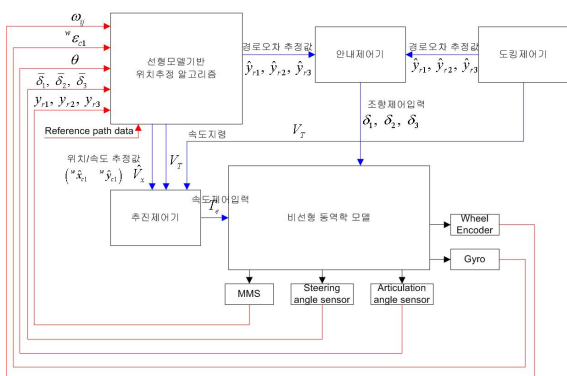 ω_ij
^wε_c1
θ
δ̄_1, δ̄_2, δ̄_3
y_r1, y_r2, y_r3
Reference path data
선형모델기반
위치추정 알고리즘
경로오차 추정값
ŷ_r1, ŷ_r2, ŷ_r3
안내제어기
경로오차 추정값
ŷ_r1, ŷ_r2, ŷ_r3
도킹제어기
조향제어입력
δ_1, δ_2, δ_3
속도지령
V_T
위치/속도 추정값
(^wx̂_c1 ^wŷ_c1) V̂_x
V_T
속도제어입력
T_e
추진제어기
비선형 동역학 모델
Wheel
Encoder
Gyro
MMS
Steering
angle sensor
Articulation
angle sensor